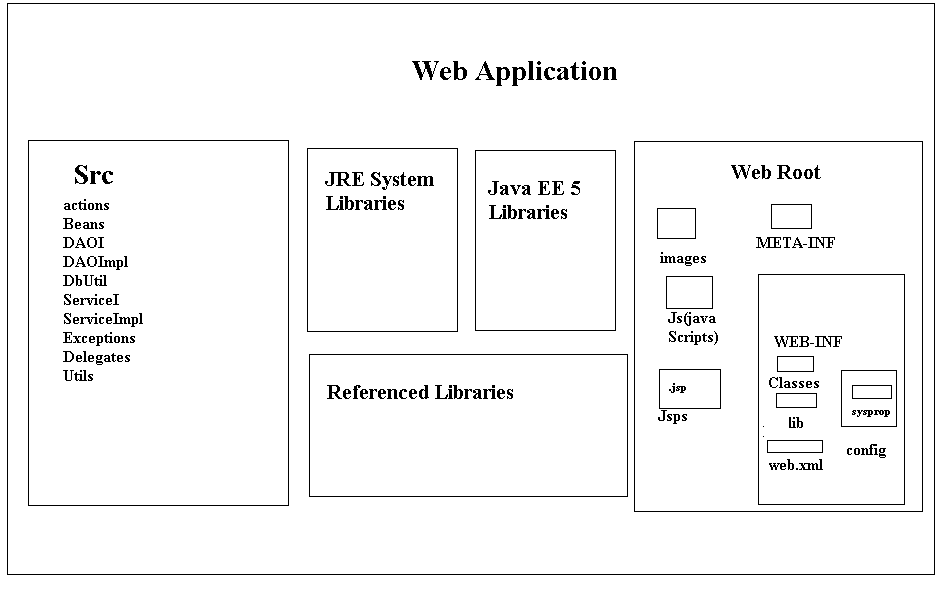 Web Application
Src
actions
Beans
DAOI
DAOImpl
DbUtil
ServiceI
ServiceImpl
Exceptions
Delegates
Utils
JRE System
Libraries
Java EE 5
Libraries
Referenced Libraries
Web Root
images
META-INF
Js(java
Scripts)
.jsp
Jsps
WEB-INF
Classes
lib
web.xml
sysprop
config